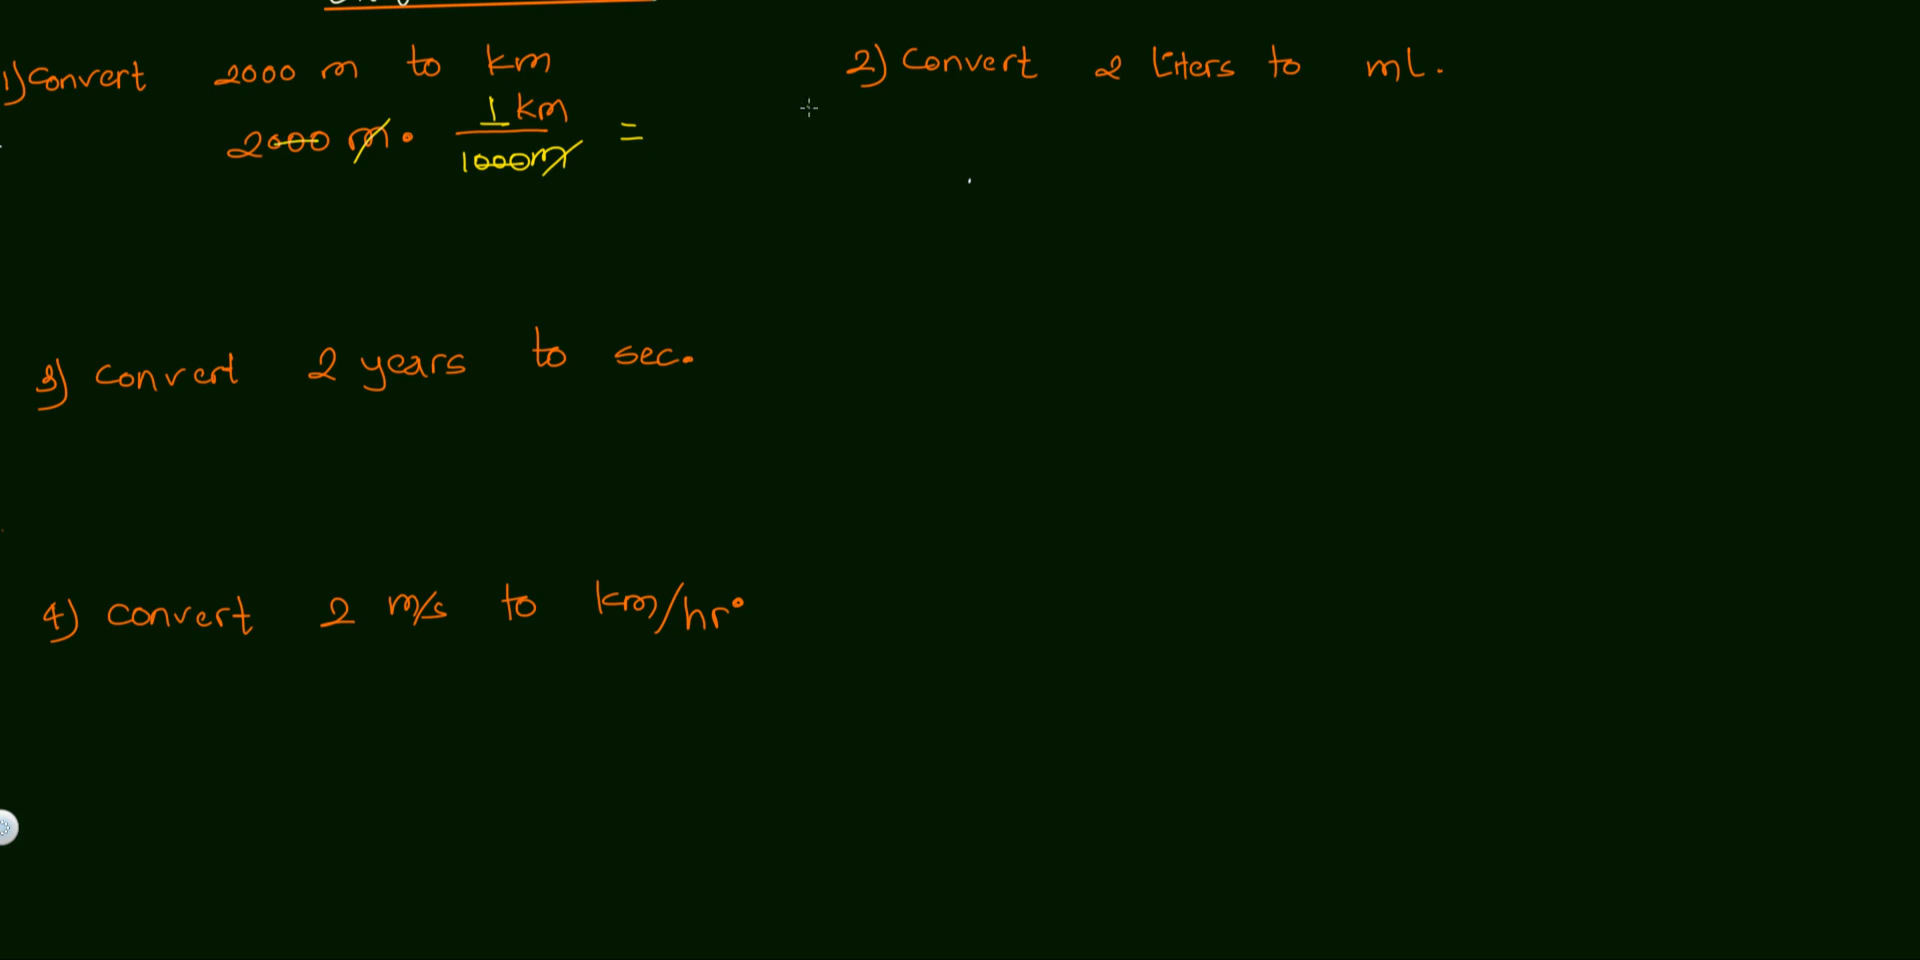 1) Convert 2000 m to km
2000 m · 1 km / 1000m =
2) Convert 2 Liters to mL.
3) Convert 2 years to sec.
4) Convert 2 m/s to km/hr.